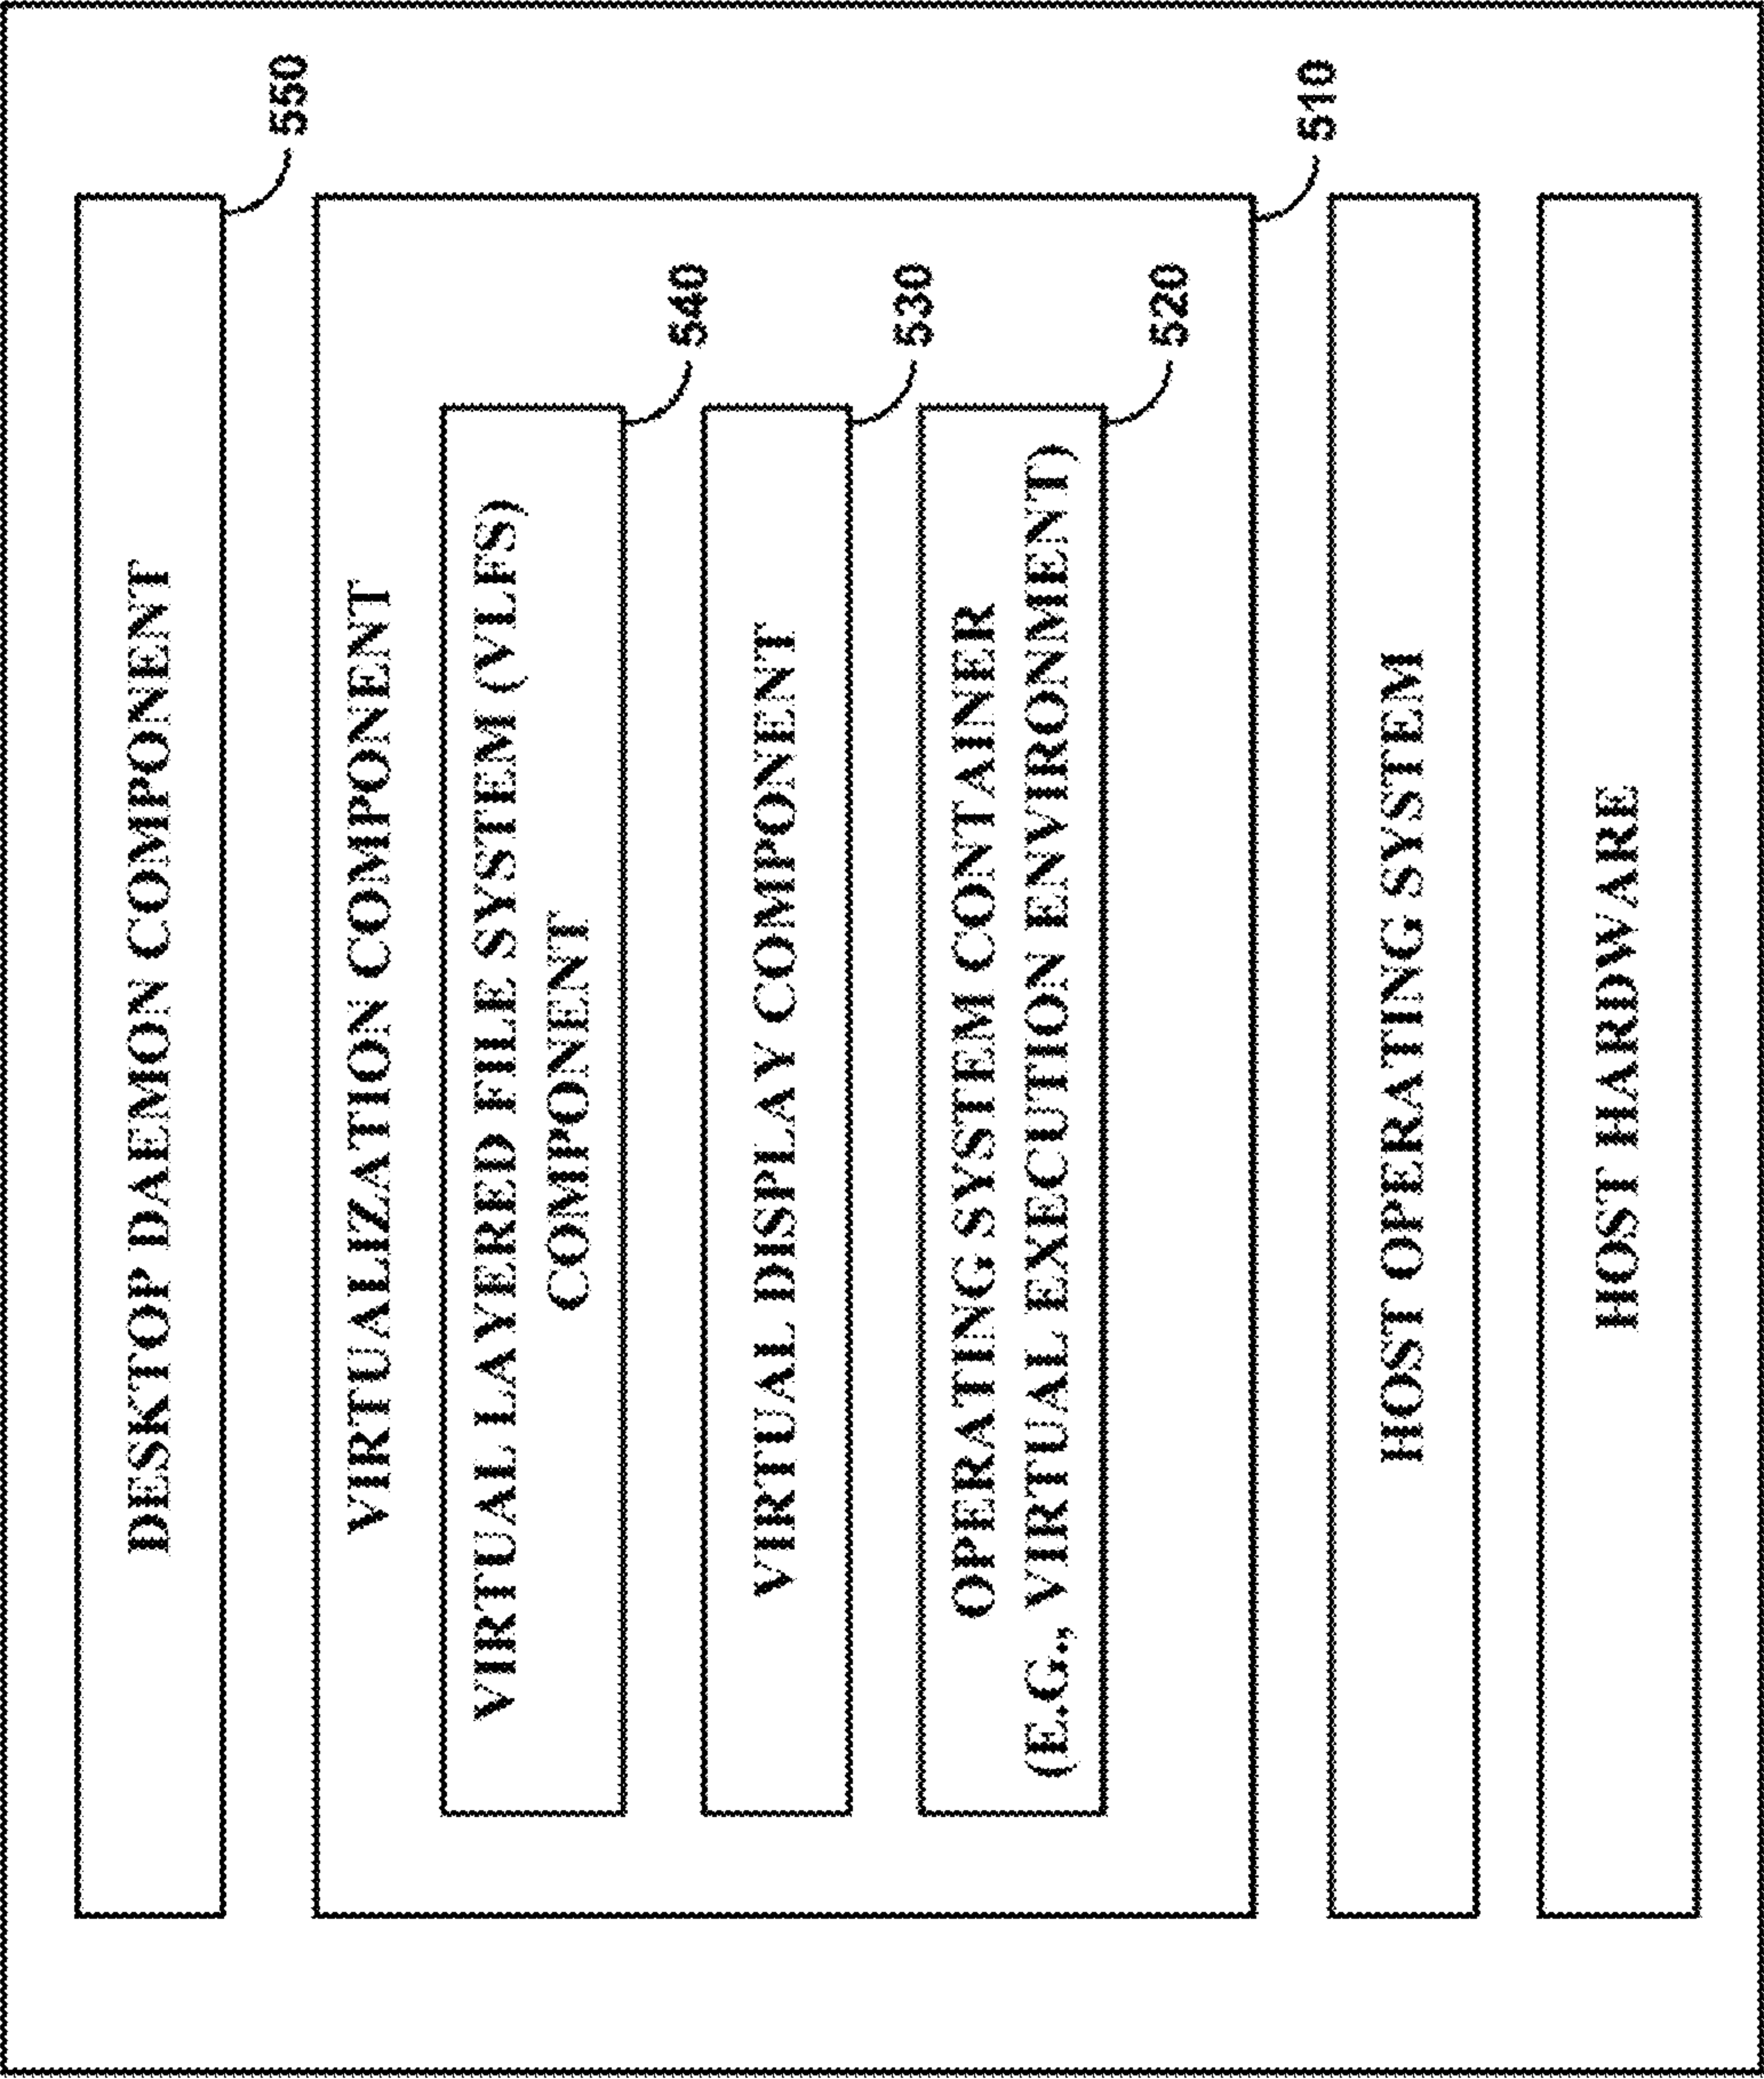 DESKTOP DAEMON COMPONENT
550
VIRTUALIZATION COMPONENT
510
VIRTUAL LAYERED FILE SYSTEM (VLFS)
COMPONENT
540
VIRTUAL DISPLAY COMPONENT
530
OPERATING SYSTEM CONTAINER
(E.G., VIRTUAL EXECUTION ENVIRONMENT)
520
HOST OPERATING SYSTEM
HOST HARDWARE